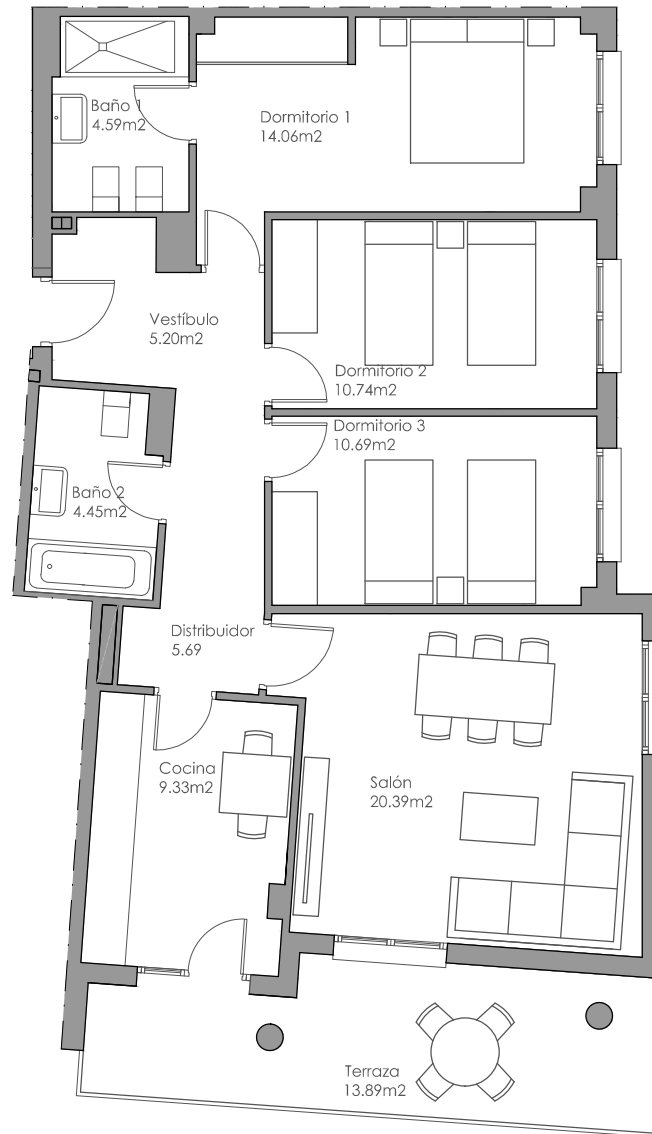 Baño 1
4.59m2
Dormitorio 1
14.06m2
Vestíbulo
5.20m2
Dormitorio 2
10.74m2
Dormitorio 3
10.69m2
Baño 2
4.45m2
Distribuidor
5.69
Cocina
9.33m2
Salón
20.39m2
Terraza
13.89m2